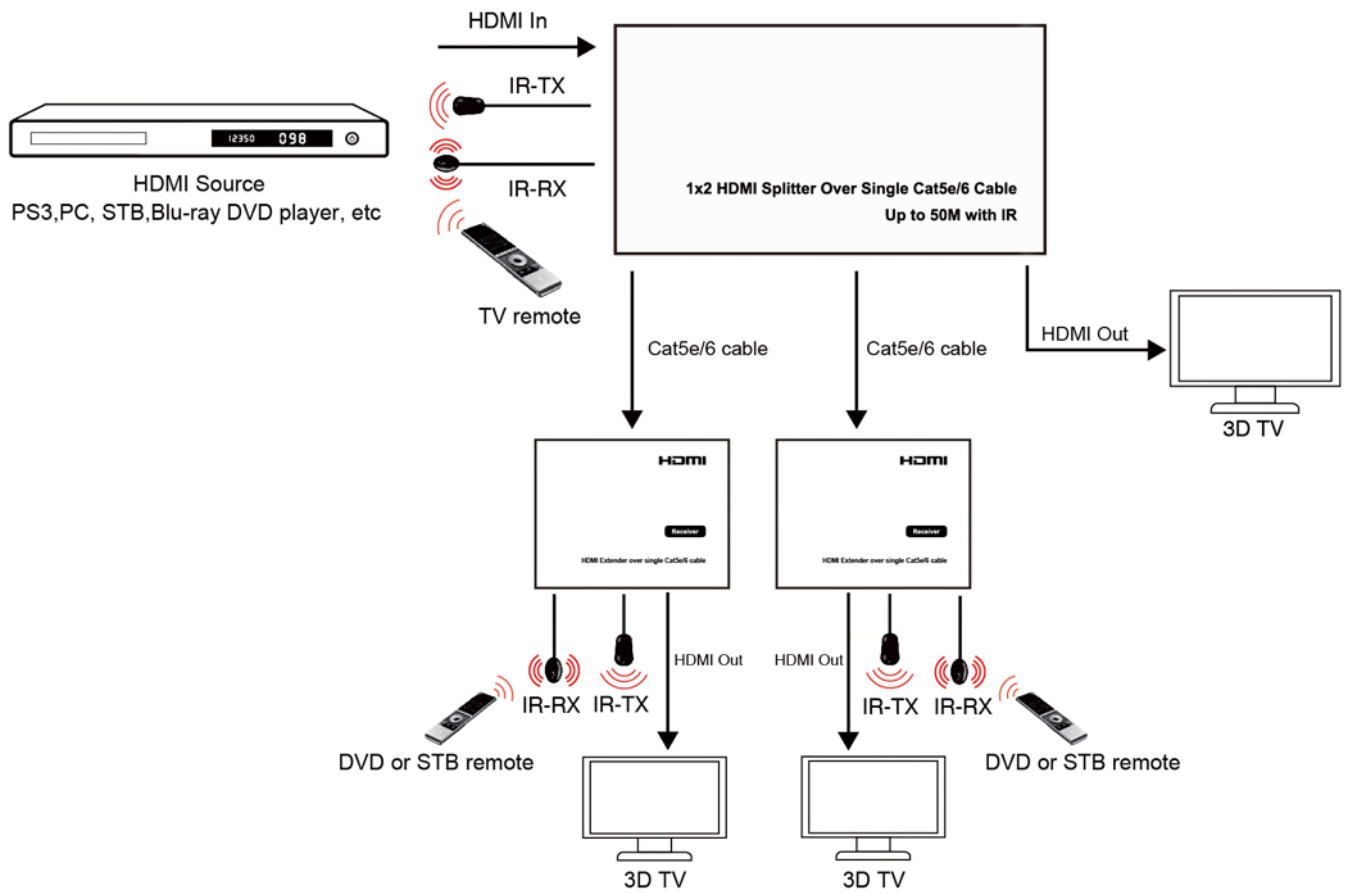 HDMI In
IR-TX
12350 098
HDMI Source
PS3,PC, STB,Blu-ray DVD player, etc
IR-RX
TV remote
1x2 HDMI Splitter Over Single Cat5e/6 Cable
Up to 50M with IR
Cat5e/6 cable
Cat5e/6 cable
HDMI Out
3D TV
HDMI
Receiver
HDMI Extender over single Cat5e/6 cable
HDMI
Receiver
HDMI Extender over single Cat5e/6 cable
IR-RX
IR-TX
HDMI Out
HDMI Out
IR-TX
IR-RX
DVD or STB remote
DVD or STB remote
3D TV
3D TV